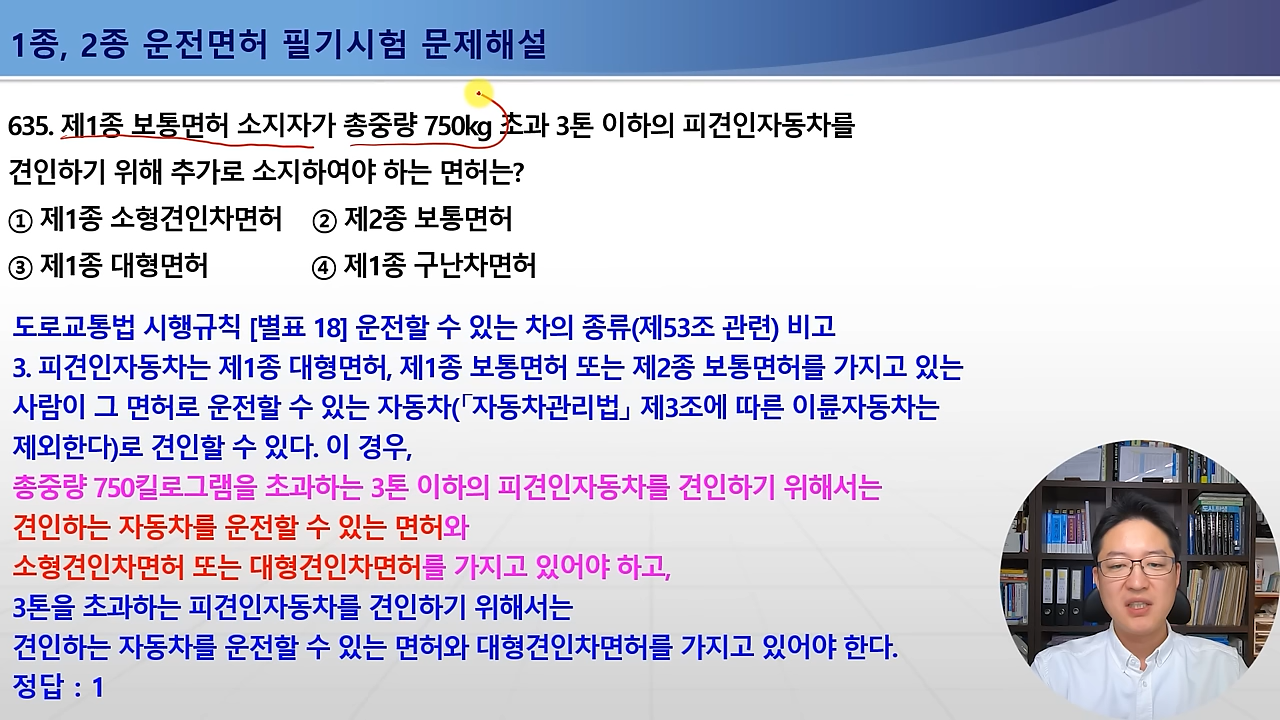 1종, 2종 운전면허 필기시험 문제해설
635. 제1종 보통면허 소지자가 총중량 750kg 초과 3톤 이하의 피견인자동차를
견인하기 위해 추가로 소지하여야 하는 면허는?
① 제1종 소형견인차면허 ② 제2종 보통면허
③ 제1종 대형면허 ④ 제1종 구난차면허
도로교통법 시행규칙 [별표 18] 운전할 수 있는 차의 종류(제53조 관련) 비고
3. 피견인자동차는 제1종 대형면허, 제1종 보통면허 또는 제2종 보통면허를 가지고 있는
사람이 그 면허로 운전할 수 있는 자동차(「자동차관리법」 제3조에 따른 이륜자동차는
제외한다)로 견인할 수 있다. 이 경우,
총중량 750킬로그램을 초과하는 3톤 이하의 피견인자동차를 견인하기 위해서는
견인하는 자동차를 운전할 수 있는 면허와
소형견인차면허 또는 대형견인차면허를 가지고 있어야 하고,
3톤을 초과하는 피견인자동차를 견인하기 위해서는
견인하는 자동차를 운전할 수 있는 면허와 대형견인차면허를 가지고 있어야 한다.
정답 : 1